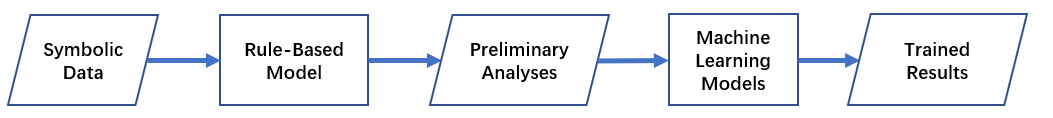 Symbolic
Data
Rule-Based
Model
Preliminary
Analyses
Machine
Learning
Models
Trained
Results